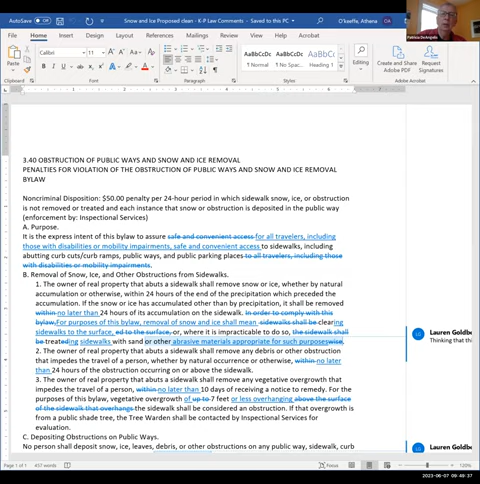 AutoSave Off Snow and Ice Proposed clean - K-P Law Comments - Saved to this PC O'keeffe, Athena OA
File Home Insert Draw Design Layout References Mailings Review View Help Acrobat
Patricia DeAngelis
Paste
Calibri 11
AaBbCcDc AaBbCcDc AaBbCc
¶ Normal ¶ No Spac... Heading 1
Editing
Create and Share Adobe PDF
Request Signatures
Clipboard Font Paragraph Styles Adobe Acrobat
3.40 OBSTRUCTION OF PUBLIC WAYS AND SNOW AND ICE REMOVAL
PENALTIES FOR VIOLATION OF THE OBSTRUCTION OF PUBLIC WAYS AND SNOW AND ICE REMOVAL
BYLAW
Noncriminal Disposition: $50.00 penalty per 24-hour period in which sidewalk snow, ice, or obstruction
is not removed or treated and each instance that snow or obstruction is deposited in the public way
(enforcement by: Inspectional Services)
A. Purpose.
It is the express intent of this bylaw to assure safe and convenient access for all travelers, including
those with disabilities or mobility impairments, safe and convenient access to sidewalks, including
abutting curb cuts/curb ramps, public ways, and public parking places to all travelers, including those
with disabilities or mobility impairments.
B. Removal of Snow, Ice, and Other Obstructions from Sidewalks.
1. The owner of real property that abuts a sidewalk shall remove snow or ice, whether by natural
accumulation or otherwise, within 24 hours of the end of the precipitation which preceded the
accumulation. If the snow or ice has accumulated other than by precipitation, it shall be removed
within no later than 24 hours of its accumulation on the sidewalk. In order to comply with this
bylaw, For purposes of this bylaw, removal of snow and ice shall mean sidewalks shall be clearing
sidewalks to the surface, ed to the surface, or, where it is impracticable to do so, the sidewalk shall
be treateding sidewalks with sand or other abrasive materials appropriate for such purposeswise.
2. The owner of real property that abuts a sidewalk shall remove any debris or other obstruction
that impedes the travel of a person, whether by natural occurrence or otherwise, within no
later than 24 hours of the obstruction occurring on or above the sidewalk.
3. The owner of real property that abuts a sidewalk shall remove any vegetative overgrowth that
impedes the travel of a person, within no later than 10 days of receiving a notice to remedy. For the
purposes of this bylaw, vegetative overgrowth of up to 7 feet or less overhanging above the surface
of the sidewalk that overhangs the sidewalk shall be considered an obstruction. If that overgrowth is
from a public shade tree, the Tree Warden shall be contacted by Inspectional Services for
evaluation.
C. Depositing Obstructions on Public Ways.
No person shall deposit snow, ice, leaves, debris, or other obstructions on any public way, sidewalk, curb
LG Lauren Goldb
Thinking that th
LG Lauren Goldbe
Page 1 of 1 457 words Focus 120%
2023-06-07 09:49:37